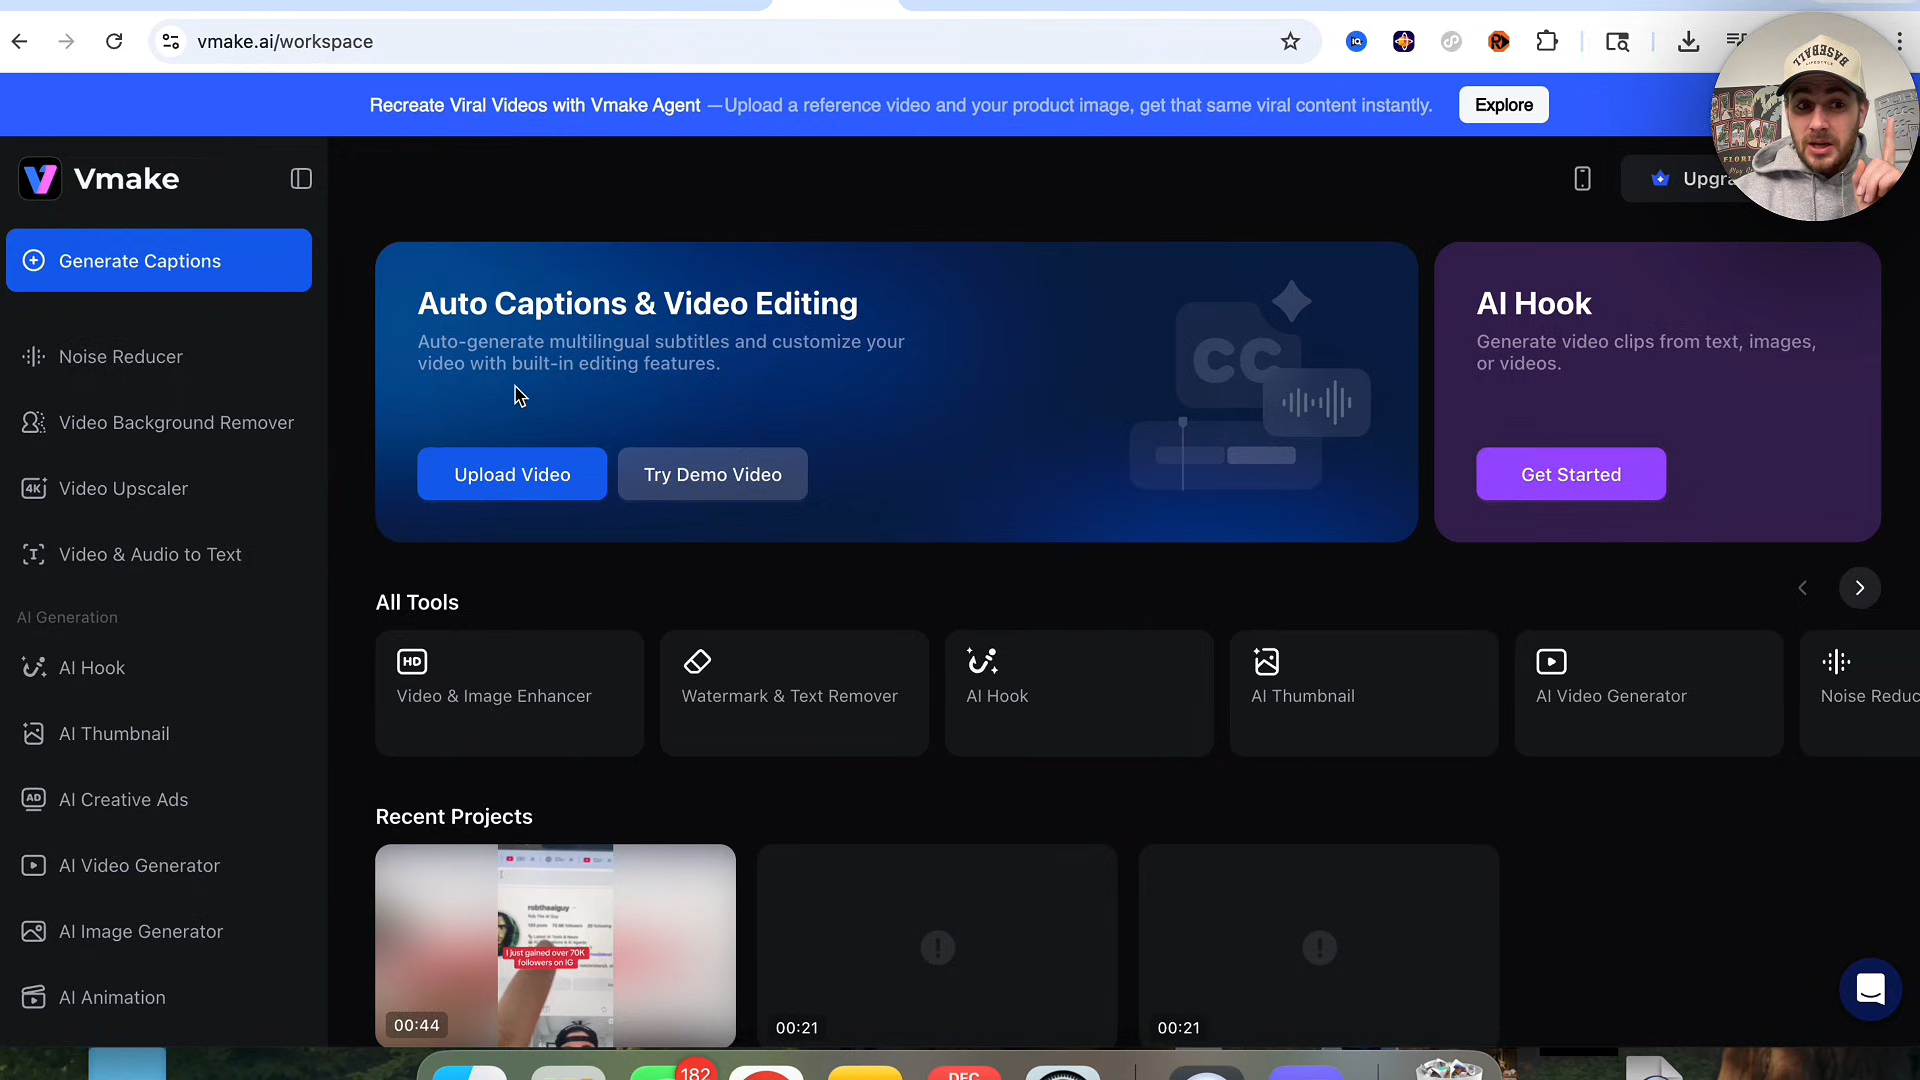 vmake.ai/workspace
Recreate Viral Videos with Vmake Agent —Upload a reference video and your product image, get that same viral content instantly.
Explore
BASEBALL
LIFESTYLE
Vmake
Upgra
Generate Captions
Noise Reducer
Video Background Remover
4K
Video Upscaler
Video & Audio to Text
AI Generation
AI Hook
AI Thumbnail
AD
AI Creative Ads
AI Video Generator
AI Image Generator
AI Animation
Auto Captions & Video Editing
Auto-generate multilingual subtitles and customize your
video with built-in editing features.
Upload Video
Try Demo Video
CC
AI Hook
Generate video clips from text, images,
or videos.
Get Started
All Tools
HD
Video & Image Enhancer
Watermark & Text Remover
AI Hook
AI Thumbnail
AI Video Generator
Noise Reduc
Recent Projects
robtheaiguy
I just gained over 70K
followers on IG
00:44
00:21
00:21
182
DEC